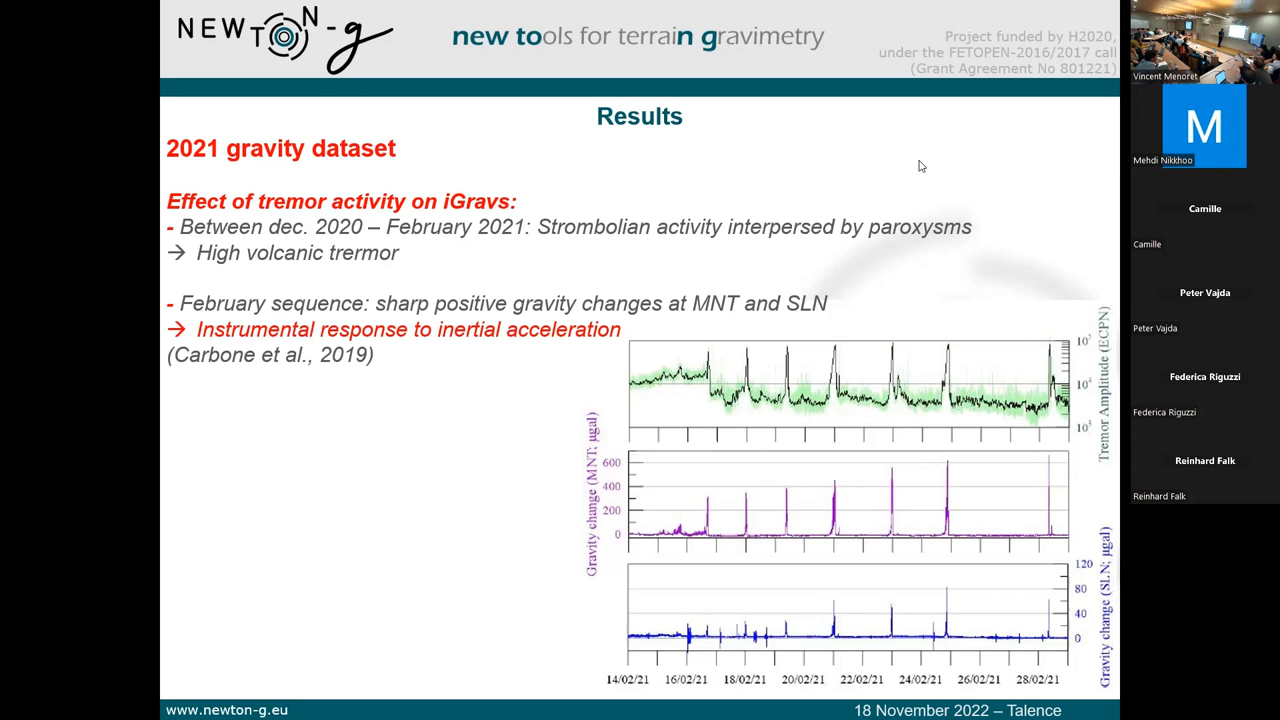 NEWTON-g
new tools for terrain gravimetry
Project funded by H2020,
under the FETOPEN-2016/2017 call
(Grant Agreement No 801221)
Results
2021 gravity dataset
Effect of tremor activity on iGravs:
- Between dec. 2020 – February 2021: Strombolian activity interpersed by paroxysms
→ High volcanic trermor
- February sequence: sharp positive gravity changes at MNT and SLN
→ Instrumental response to inertial acceleration
(Carbone et al., 2019)
Tremor Amplitude (ECPN)
10⁵
10⁴
10³
Gravity change (MNT; μgal)
600
400
200
0
Gravity change (SLN; μgal)
120
80
40
0
14/02/21 16/02/21 18/02/21 20/02/21 22/02/21 24/02/21 26/02/21 28/02/21
www.newton-g.eu
18 November 2022 – Talence
Vincent Menoret
M
Mehdi Nikkhoo
Camille
Camille
Peter Vajda
Peter Vajda
Federica Riguzzi
Federica Riguzzi
Reinhard Falk
Reinhard Falk